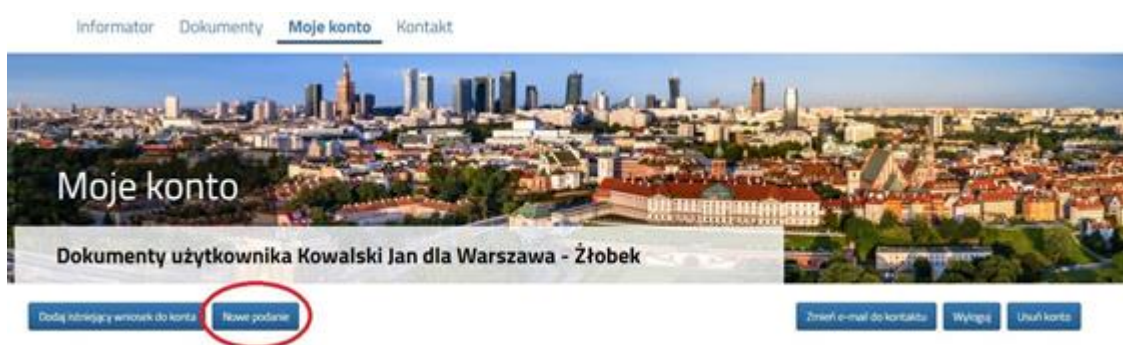 Informator Dokumenty Moje konto Kontakt
Moje konto
Dokumenty użytkownika Kowalski Jan dla Warszawa - Żłobek
Dodaj istniejący wniosek do konta Nowe podanie Zmień e-mail do kontaktu Wyloguj Usuń konto